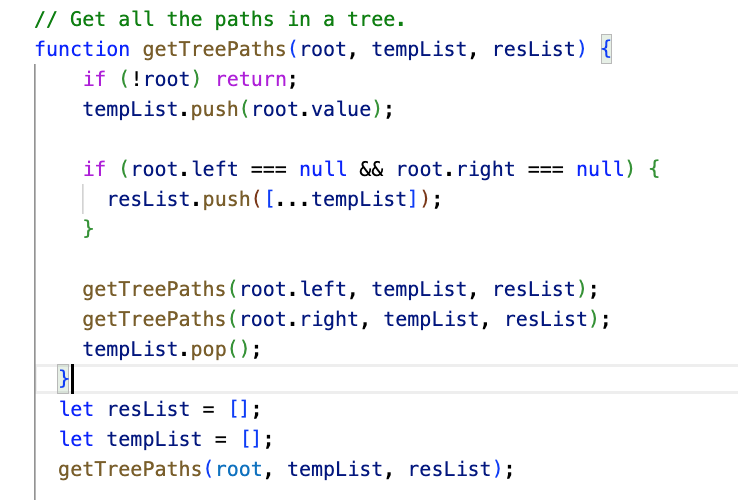 // Get all the paths in a tree.
function getTreePaths(root, tempList, resList) {
if (!root) return;
tempList.push(root.value);
if (root.left === null && root.right === null) {
resList.push([...tempList]);
}
getTreePaths(root.left, tempList, resList);
getTreePaths(root.right, tempList, resList);
tempList.pop();
}
let resList = [];
let tempList = [];
getTreePaths(root, tempList, resList);